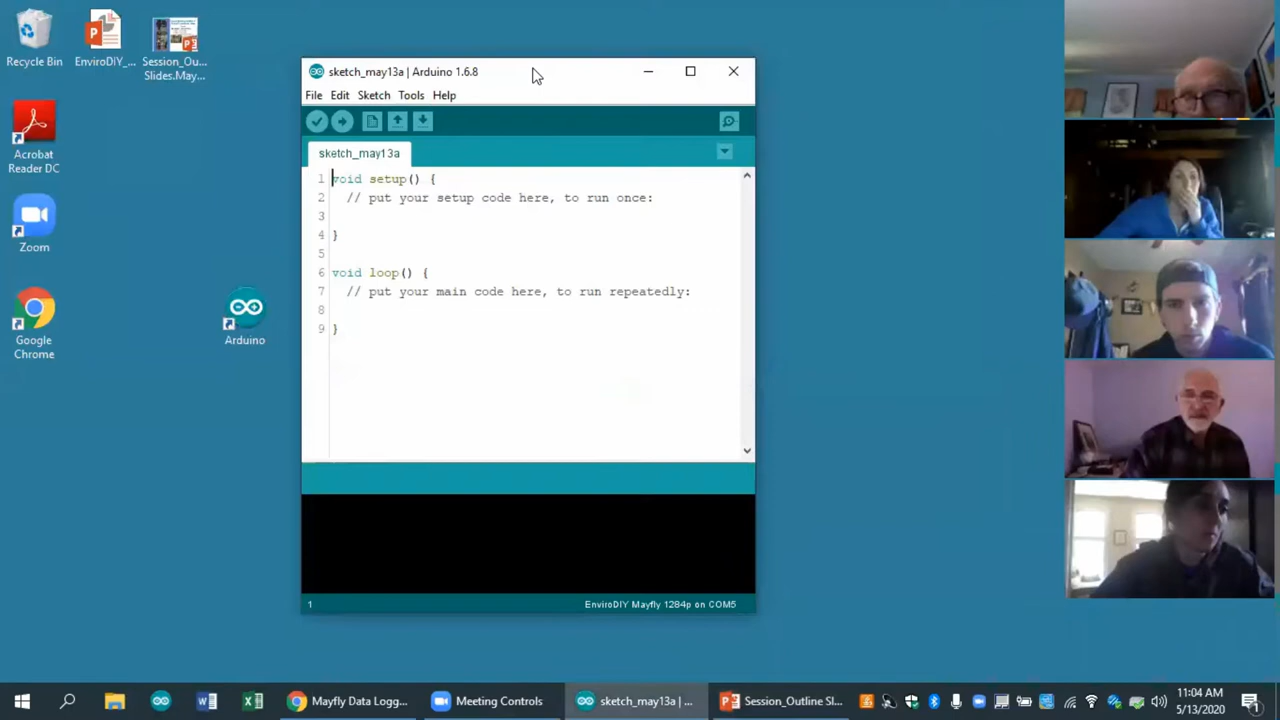 Recycle Bin
EnviroDIY_...
Session_Ou...
Slides.May...
Acrobat
Reader DC
Zoom
Google
Chrome
Arduino
sketch_may13a | Arduino 1.6.8
File Edit Sketch Tools Help
sketch_may13a
1 void setup() {
2 // put your setup code here, to run once:
3
4 }
5
6 void loop() {
7 // put your main code here, to run repeatedly:
8
9 }
1 EnviroDIY Mayfly 1284p on COM5
Mayfly Data Logg... Meeting Controls sketch_may13a | ... Session_Outline Sl...
11:04 AM
5/13/2020